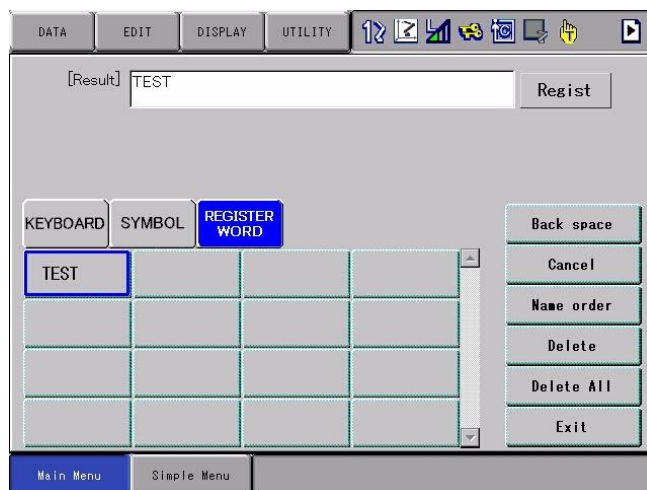 DATA EDIT DISPLAY UTILITY
[Result] TEST Regist
KEYBOARD SYMBOL REGISTER WORD
Back space
TEST
Cancel
Name order
Delete
Delete All
Exit
Main Menu Simple Menu